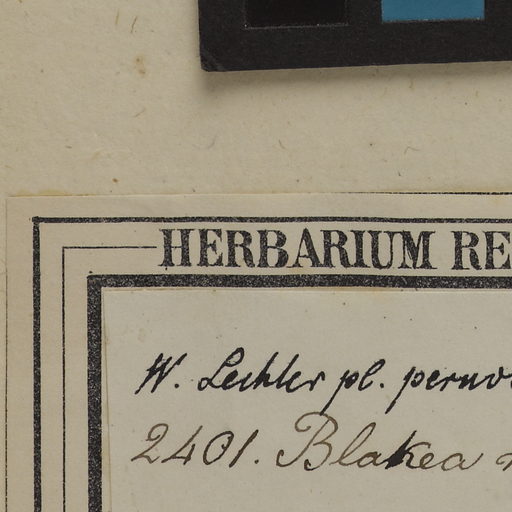 HERBARIUM RE
W. Lechler pl. peruv
2401. Blakea